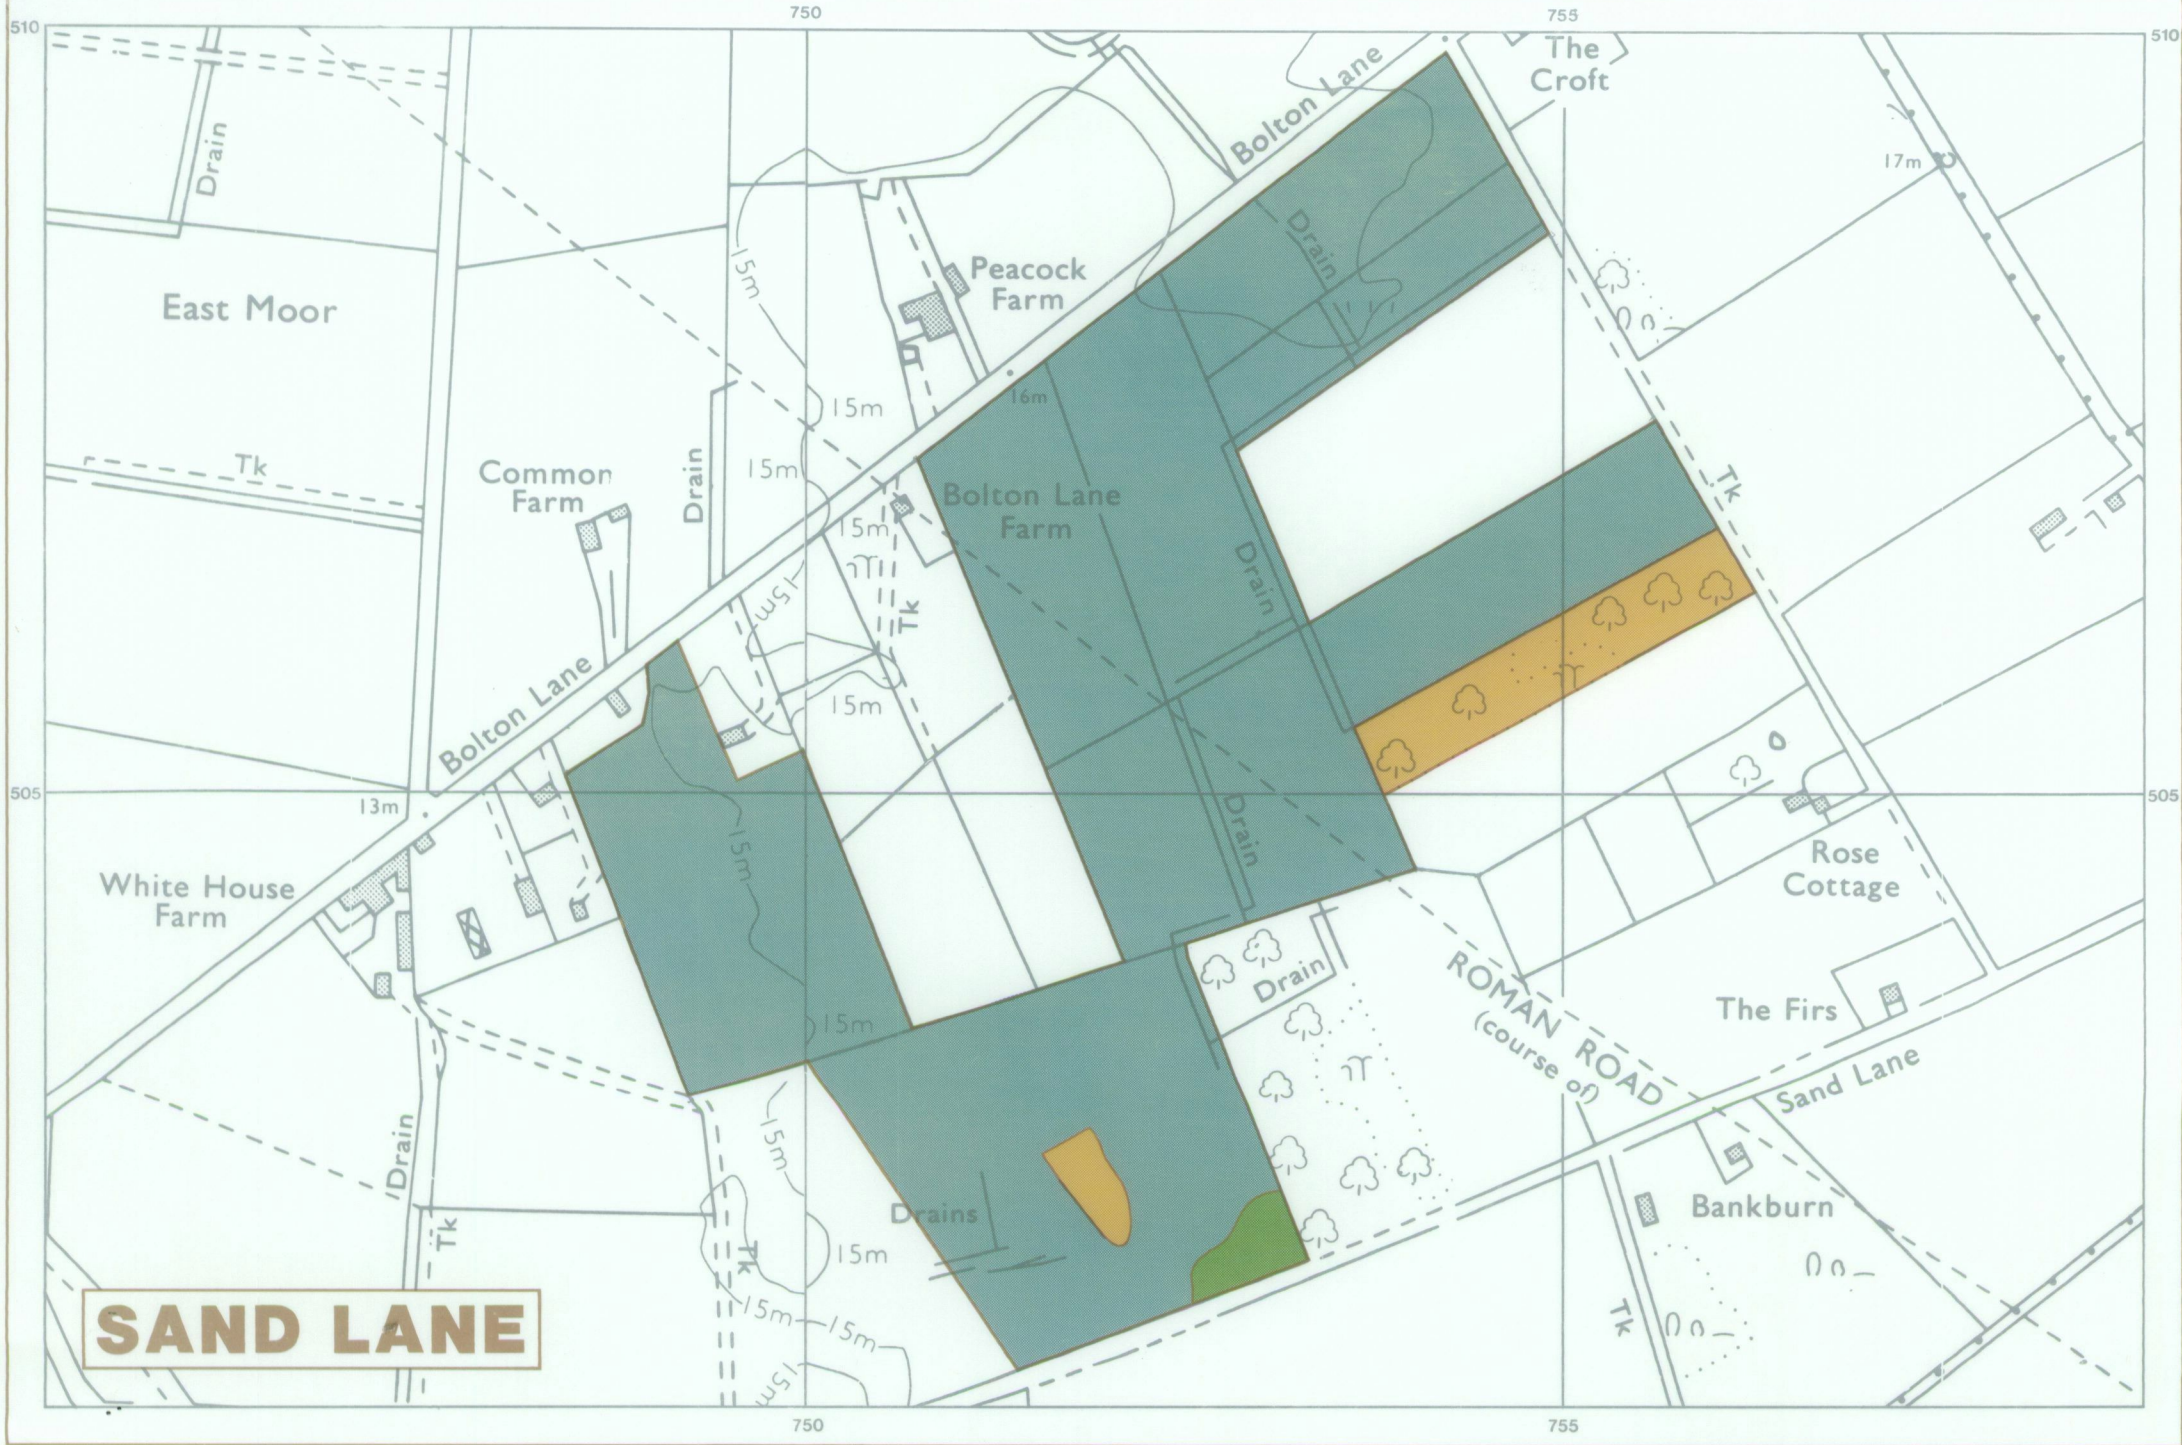 750
755
510
510
The
Croft
Bolton Lane
Drain
17m
Drain
East Moor
15m
Peacock
Farm
16m
15m
Tk
Common
Farm
Drain
15m
Bolton Lane
Farm
15m
Tk
15m
Drain
Tk
Bolton Lane
15m
505
505
13m
15m
Drain
Rose
Cottage
White House
Farm
Drain
ROMAN ROAD
(course of)
The Firs
15m
Sand Lane
15m
Drain
Tk
Drains
15m
Tk
Bankburn
15m
15m
15m
Tk
SAND LANE
750
755